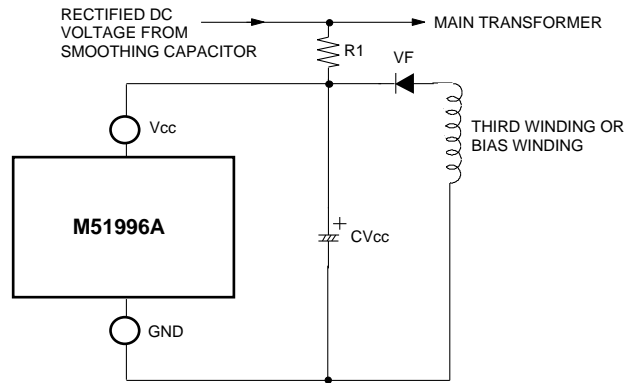 RECTIFIED DC
VOLTAGE FROM
SMOOTHING CAPACITOR
MAIN TRANSFORMER
R1
VF
THIRD WINDING OR
BIAS WINDING
Vcc
M51996A
+
CVcc
GND